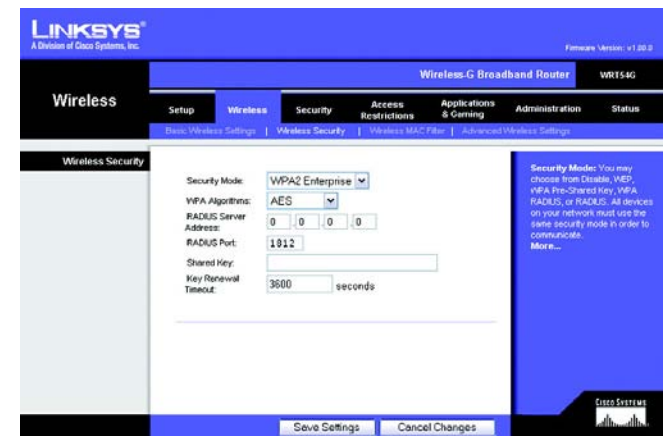 LINKSYS®
A Division of Cisco Systems, Inc.
Firmware Version: v1.00.0
Wireless-G Broadband Router
WRT54G
Wireless
Setup
Wireless
Security
Access Restrictions
Applications & Gaming
Administration
Status
Basic Wireless Settings | Wireless Security | Wireless MAC Filter | Advanced Wireless Settings
Wireless Security
Security Mode: WPA2 Enterprise
WPA Algorithms: AES
RADIUS Server Address: 0 . 0 . 0 . 0
RADIUS Port: 1812
Shared Key:
Key Renewal Timeout: 3600 seconds
Security Mode: You may
choose from Disable, WEP,
WPA Pre-Shared Key, WPA
RADIUS, or RADIUS. All devices
on your network must use the
same security mode in order to
communicate.
More...
CISCO SYSTEMS
Save Settings
Cancel Changes